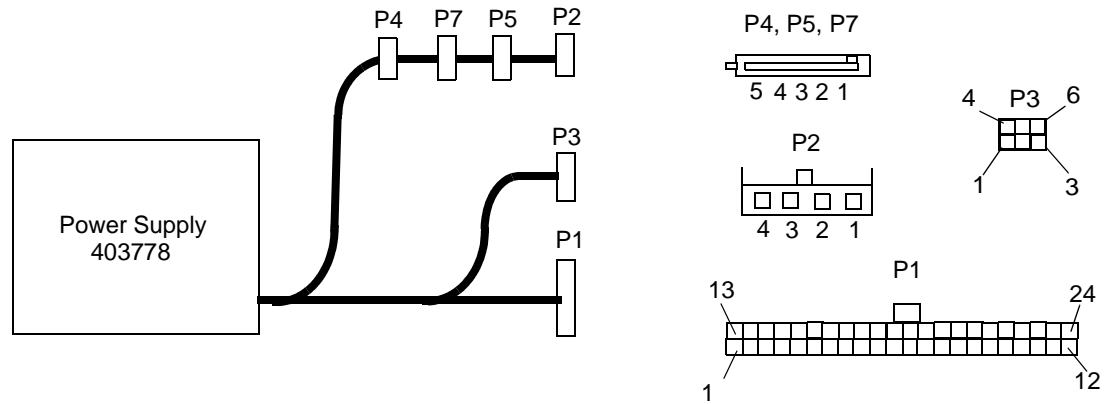 P4 P7 P5 P2
P3
P1
Power Supply
403778
P4, P5, P7
5 4 3 2 1
P2
4 3 2 1
4 P3 6
1 3
P1
13 24
1 12